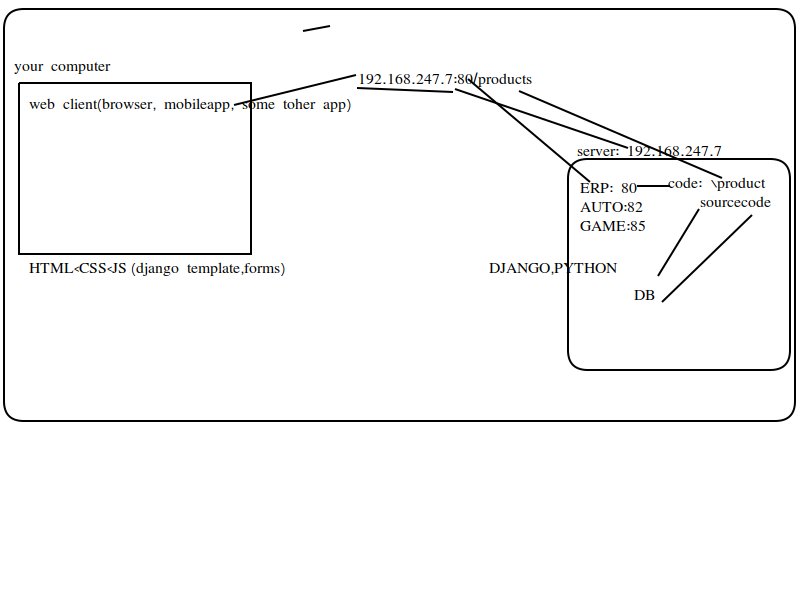 your computer
192.168.247.7:80/products
web client(browser, mobileapp, some toher app)
server: 192.168.247.7
ERP: 80
code: \product
sourcecode
AUTO:82
GAME:85
HTML<CSS<JS (django template,forms)
DJANGO,PYTHON
DB